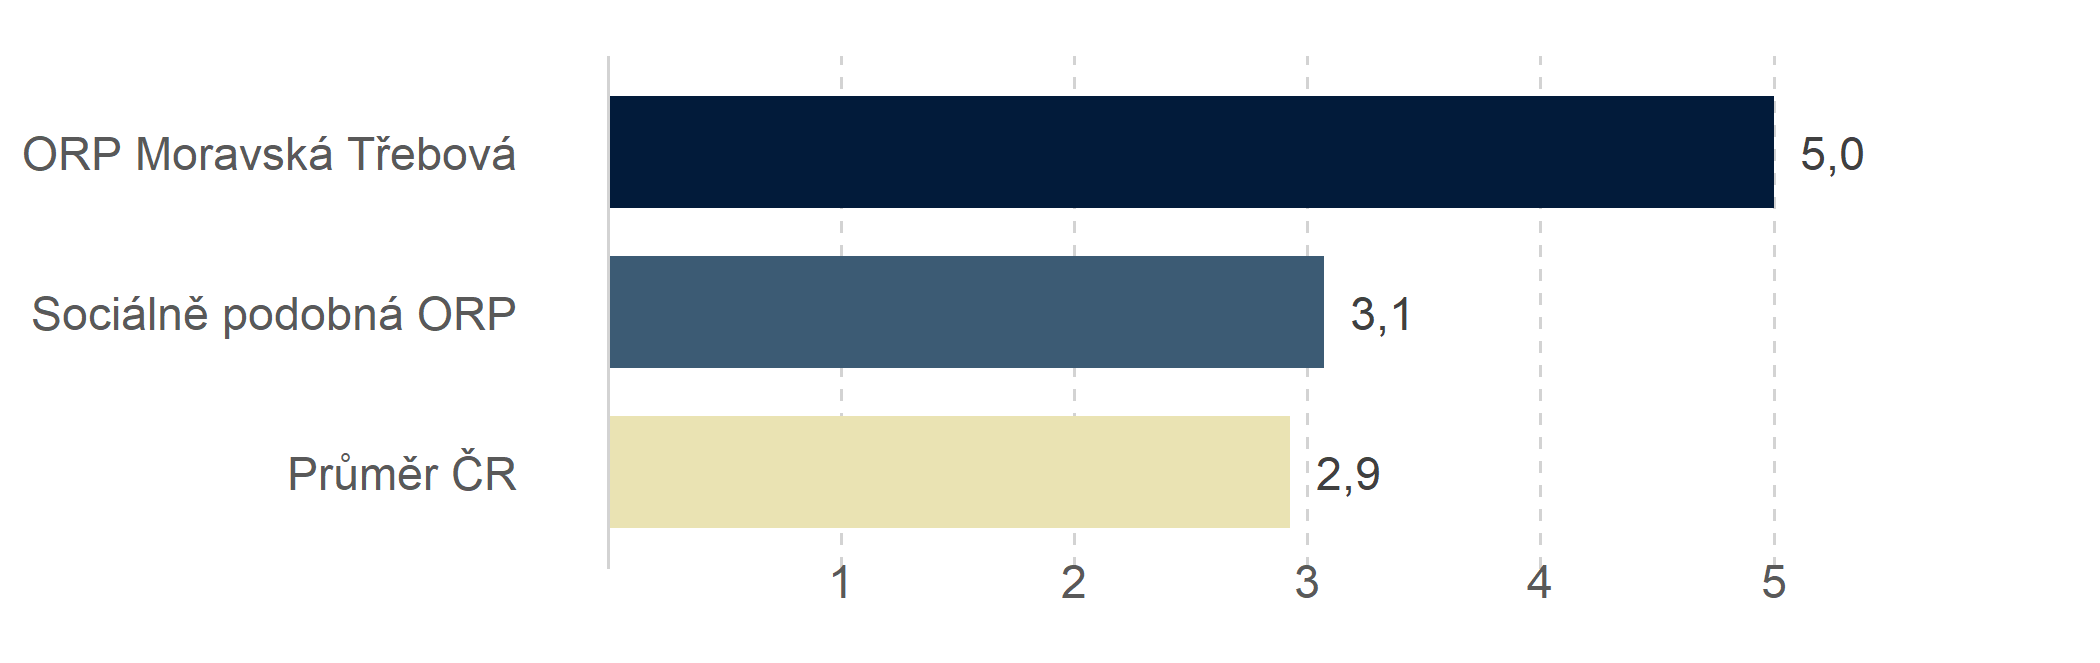 ORP Moravská Třebová
5,0
Sociálně podobná ORP
3,1
Průměr ČR
2,9
1 2 3 4 5